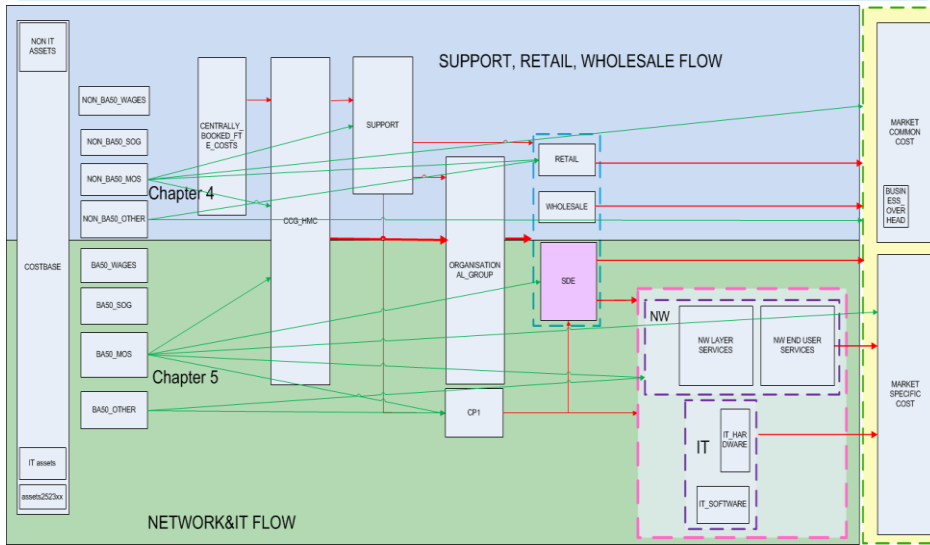 NON IT
ASSETS
COSTBASE
IT assets
assets2523xx
NON_BA50_WAGES
NON_BA50_SOG
NON_BA50_MOS
Chapter 4
NON_BA50_OTHER
BA50_WAGES
BA50_SOG
BA50_MOS
Chapter 5
BA50_OTHER
CENTRALLY_
BOOKED_FT
E_COSTS
CCG_HMC
SUPPORT
SUPPORT, RETAIL, WHOLESALE FLOW
ORGANISATION
AL_GROUP
CP1
RETAIL
WHOLESALE
SDE
NW
NW LAYER
SERVICES
NW END USER
SERVICES
IT
IT_HAR
DWARE
IT_SOFTWARE
MARKET
COMMON
COST
BUSIN
ESS_
OVER
HEAD
MARKET
SPECIFIC
COST
NETWORK&IT FLOW